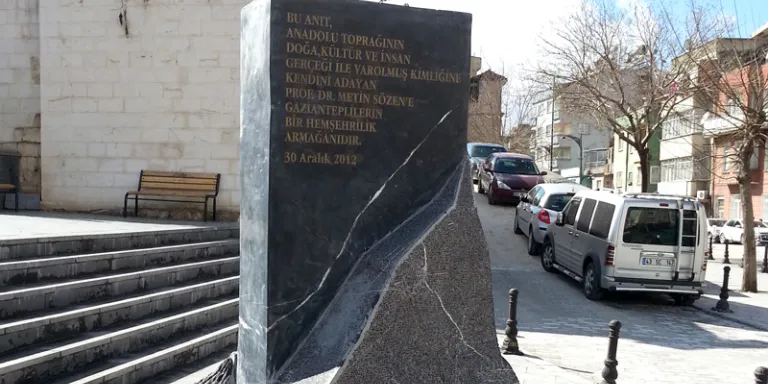 BU ANIT,
ANADOLU TOPRAĞININ
DOĞA,KÜLTÜR VE İNSAN
GERÇEĞİ İLE YAROLMUŞ KİMLİĞİNE
KENDİNİ ADAYAN
PROF. DR. METİN SÖZEN'E
GAZİANTEPLİLERİN
BİR HEMŞEHRİLİK
ARMAĞANIDIR.
30 Aralık 2012